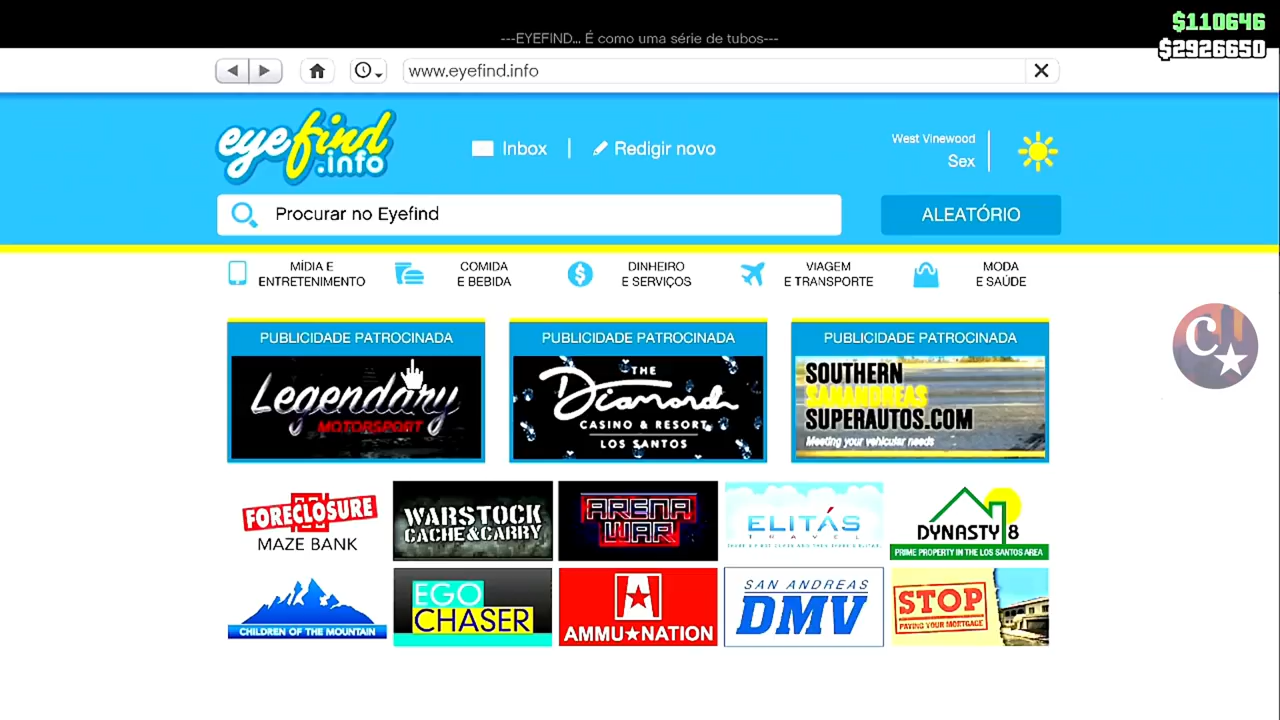 $110646
---EYEFIND... É como uma série de tubos---
$2926650
www.eyefind.info
eyefind
.info
Inbox
Redigir novo
West Vinewood
Sex
Procurar no Eyefind
ALEATÓRIO
MÍDIA E
ENTRETENIMENTO
COMIDA
E BEBIDA
DINHEIRO
E SERVIÇOS
VIAGEM
E TRANSPORTE
MODA
E SAÚDE
PUBLICIDADE PATROCINADA
Legendary
MOTORSPORT
PUBLICIDADE PATROCINADA
THE
Diamond
CASINO & RESORT
LOS SANTOS
PUBLICIDADE PATROCINADA
SOUTHERN
SANANDREAS
SUPERAUTOS.COM
Meeting your vehicular needs
FORECLOSURE
MAZE BANK
WARSTOCK
CACHE&CARRY
ARENA
WAR
ELITÁS
TRAVEL
DYNASTY 8
PRIME PROPERTY IN THE LOS SANTOS AREA
CHILDREN OF THE MOUNTAIN
EGO
CHASER
AMMU★NATION
SAN ANDREAS
DMV
STOP
PAYING YOUR MORTGAGE